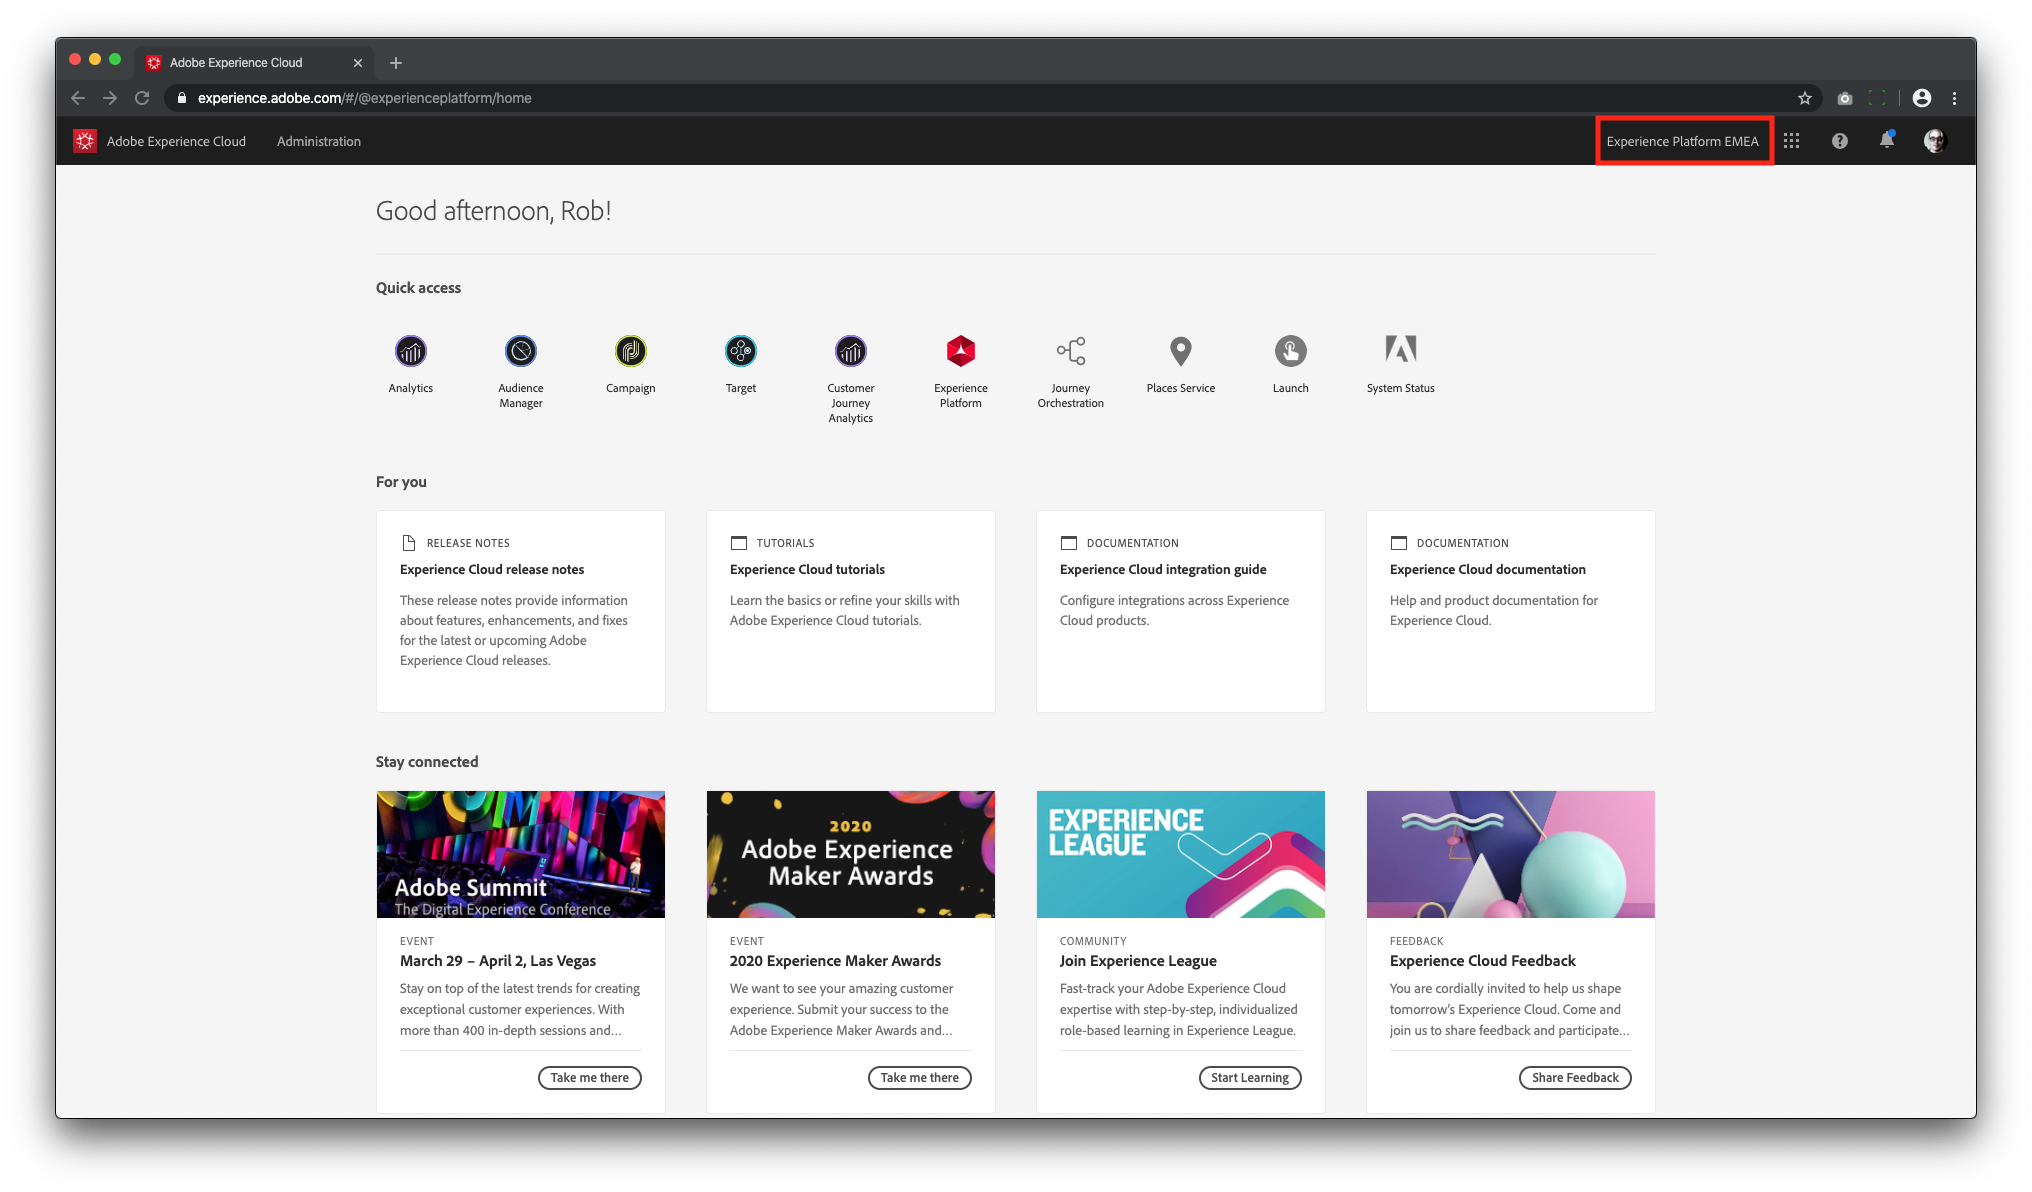 Adobe Experience Cloud
experience.adobe.com/#/@experienceplatform/home
Adobe Experience Cloud
Administration
Experience Platform EMEA
Good afternoon, Rob!
Quick access
Analytics
Audience
Manager
Campaign
Target
Customer
Journey
Analytics
Experience
Platform
Journey
Orchestration
Places Service
Launch
System Status
For you
RELEASE NOTES
Experience Cloud release notes
These release notes provide information
about features, enhancements, and fixes
for the latest or upcoming Adobe
Experience Cloud releases.
TUTORIALS
Experience Cloud tutorials
Learn the basics or refine your skills with
Adobe Experience Cloud tutorials.
DOCUMENTATION
Experience Cloud integration guide
Configure integrations across Experience
Cloud products.
DOCUMENTATION
Experience Cloud documentation
Help and product documentation for
Experience Cloud.
Stay connected
Adobe Summit
The Digital Experience Conference
EVENT
March 29 – April 2, Las Vegas
Stay on top of the latest trends for creating
exceptional customer experiences. With
more than 400 in-depth sessions and...
Take me there
2020
Adobe Experience
Maker Awards
EVENT
2020 Experience Maker Awards
We want to see your amazing customer
experience. Submit your success to the
Adobe Experience Maker Awards and...
Take me there
EXPERIENCE
LEAGUE
COMMUNITY
Join Experience League
Fast-track your Adobe Experience Cloud
expertise with step-by-step, individualized
role-based learning in Experience League.
Start Learning
FEEDBACK
Experience Cloud Feedback
You are cordially invited to help us shape
tomorrow's Experience Cloud. Come and
join us to share feedback and participate...
Share Feedback